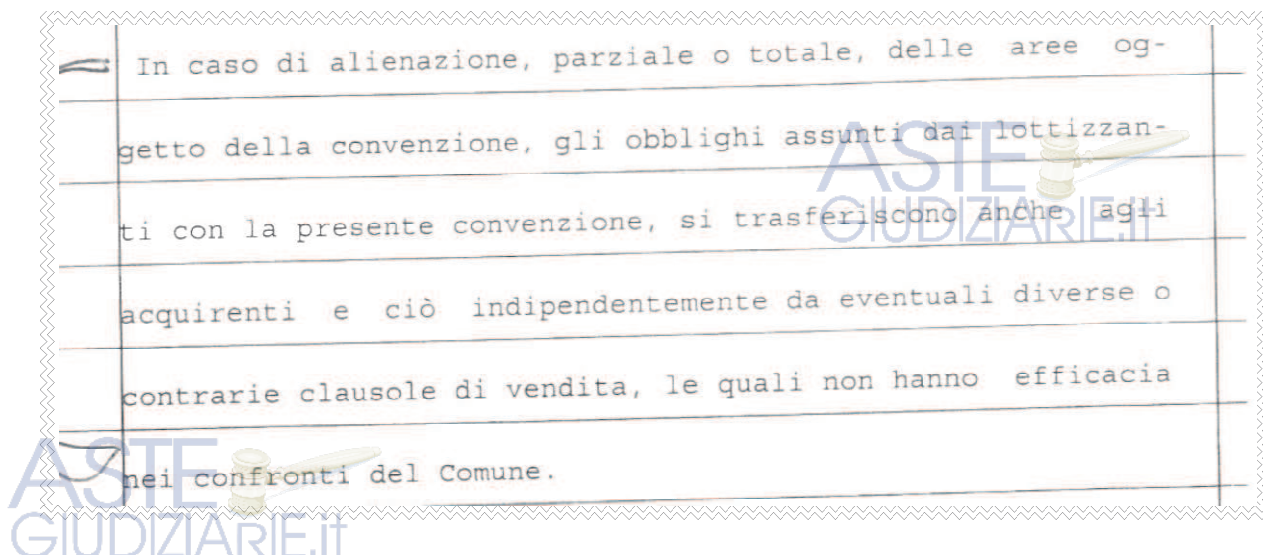 In caso di alienazione, parziale o totale, delle aree og-
getto della convenzione, gli obblighi assunti dai lottizzan-
ti con la presente convenzione, si trasferiscono anche agli
acquirenti e ciò indipendentemente da eventuali diverse o
contrarie clausole di vendita, le quali non hanno efficacia
nei confronti del Comune.
ASTE
GIUDIZIARIE.it
ASTE
GIUDIZIARIE.it